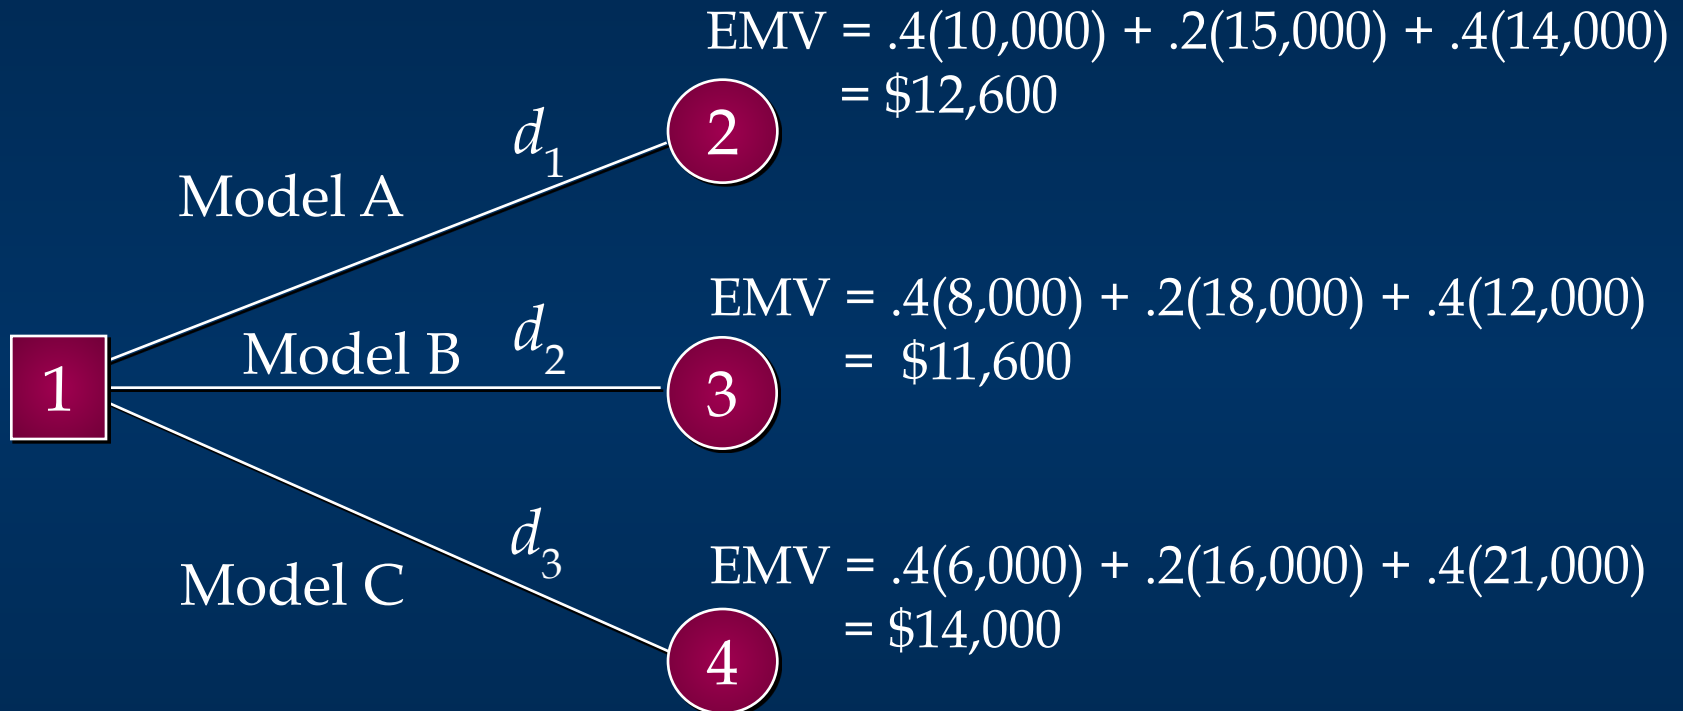 EMV = .4(10,000) + .2(15,000) + .4(14,000)
= $12,600
d1
2
Model A
EMV = .4(8,000) + .2(18,000) + .4(12,000)
= $11,600
Model B d2
1
3
d3
Model C
EMV = .4(6,000) + .2(16,000) + .4(21,000)
= $14,000
4